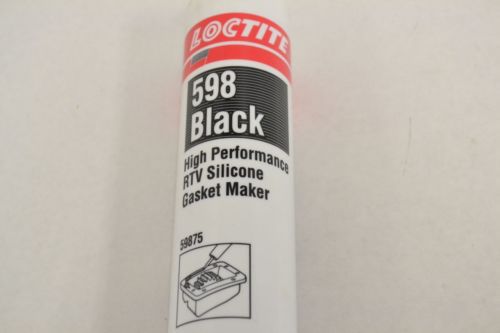 LOCTITE
598
Black
High Performance
RTV Silicone
Gasket Maker
59875